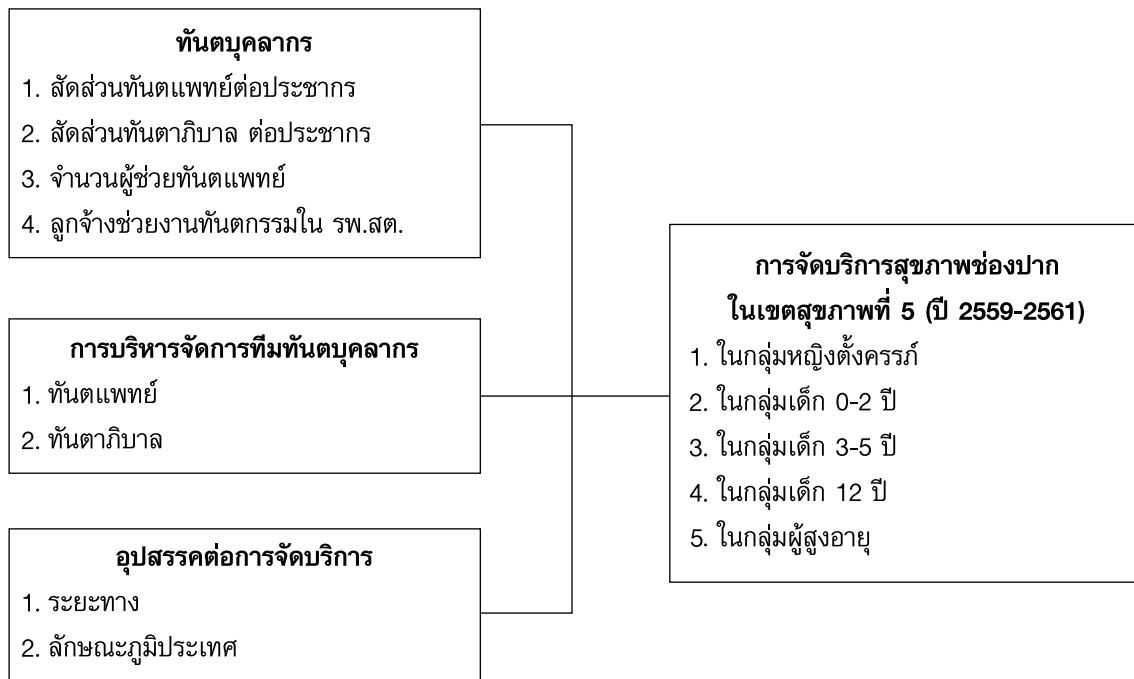 ทันตบุคลากร
1. สัดส่วนทันตแพทย์ต่อประชากร
2. สัดส่วนทันตาภิบาล ต่อประชากร
3. จำนวนผู้ช่วยทันตแพทย์
4. ลูกจ้างช่วยงานทันตกรรมใน รพ.สต.
การบริหารจัดการทีมทันตบุคลากร
1. ทันตแพทย์
2. ทันตาภิบาล
อุปสรรคต่อการจัดบริการ
1. ระยะทาง
2. ลักษณะภูมิประเทศ
การจัดบริการสุขภาพช่องปาก
ในเขตสุขภาพที่ 5 (ปี 2559-2561)
1. ในกลุ่มหญิงตั้งครรภ์
2. ในกลุ่มเด็ก 0-2 ปี
3. ในกลุ่มเด็ก 3-5 ปี
4. ในกลุ่มเด็ก 12 ปี
5. ในกลุ่มผู้สูงอายุ